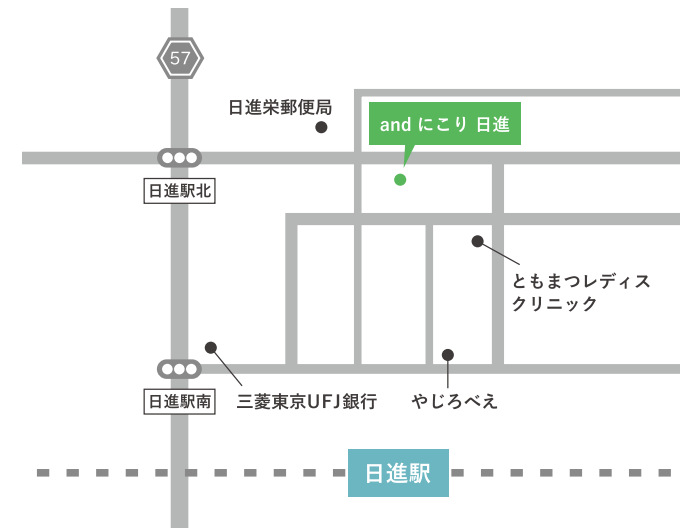 57
日進栄郵便局
and にこり 日進
日進駅北
ともまつレディス
クリニック
日進駅南
三菱東京UFJ銀行
やじろべえ
日進駅